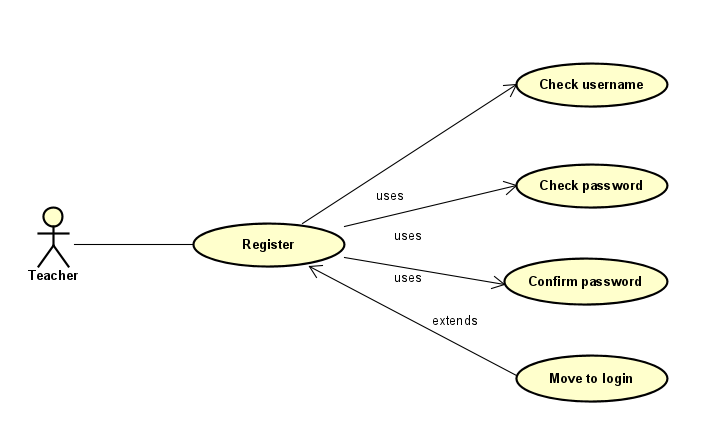 Check username
uses
Check password
uses
Register
Teacher
uses
Confirm password
extends
Move to login